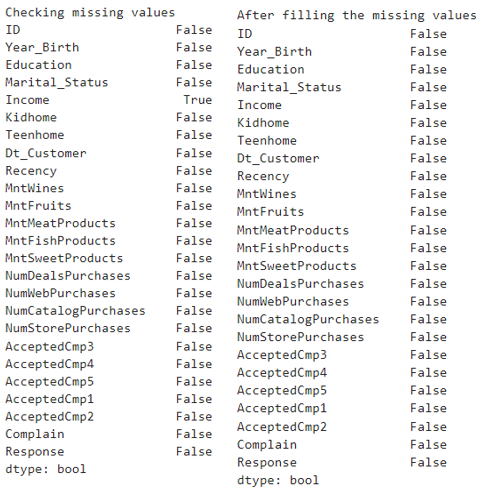 Checking missing values
ID False
Year_Birth False
Education False
Marital_Status False
Income True
Kidhome False
Teenhome False
Dt_Customer False
Recency False
MntWines False
MntFruits False
MntMeatProducts False
MntFishProducts False
MntSweetProducts False
NumDealsPurchases False
NumWebPurchases False
NumCatalogPurchases False
NumStorePurchases False
AcceptedCmp3 False
AcceptedCmp4 False
AcceptedCmp5 False
AcceptedCmp1 False
AcceptedCmp2 False
Complain False
Response False
dtype: bool
After filling the missing values
ID False
Year_Birth False
Education False
Marital_Status False
Income False
Kidhome False
Teenhome False
Dt_Customer False
Recency False
MntWines False
MntFruits False
MntMeatProducts False
MntFishProducts False
MntSweetProducts False
NumDealsPurchases False
NumWebPurchases False
NumCatalogPurchases False
NumStorePurchases False
AcceptedCmp3 False
AcceptedCmp4 False
AcceptedCmp5 False
AcceptedCmp1 False
AcceptedCmp2 False
Complain False
Response False
dtype: bool